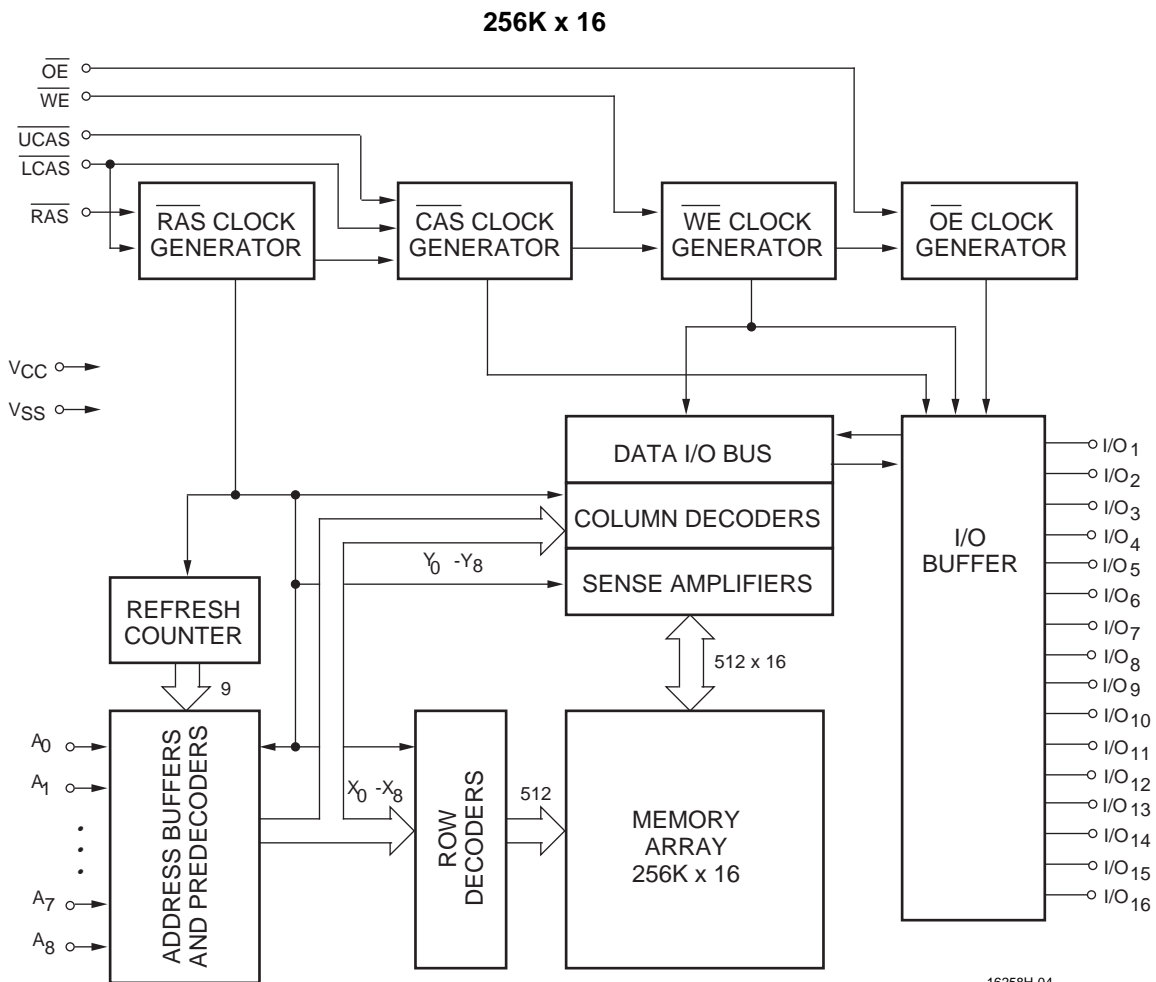 256K x 16
OE
WE
UCAS
LCAS
RAS
RAS CLOCK
GENERATOR
CAS CLOCK
GENERATOR
WE CLOCK
GENERATOR
OE CLOCK
GENERATOR
VCC
VSS
DATA I/O BUS
COLUMN DECODERS
SENSE AMPLIFIERS
Y0 -Y8
I/O
BUFFER
I/O1
I/O2
I/O3
I/O4
I/O5
I/O6
I/O7
I/O8
I/O9
I/O10
I/O11
I/O12
I/O13
I/O14
I/O15
I/O16
REFRESH
COUNTER
9
512 x 16
A0
A1
A7
A8
ADDRESS BUFFERS
AND PREDECODERS
X0 -X8
ROW
DECODERS
512
MEMORY
ARRAY
256K x 16